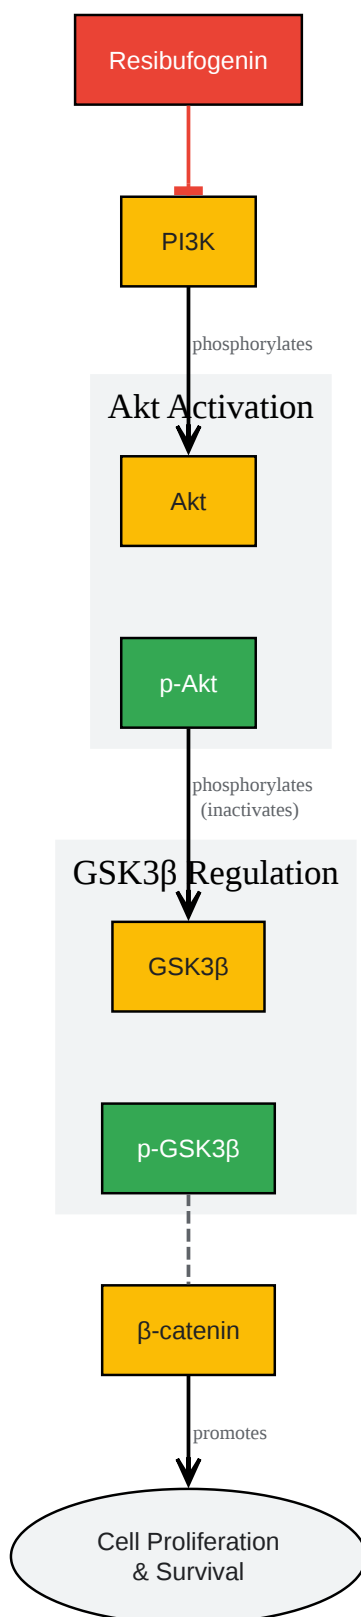 Resibufogenin
PI3K
phosphorylates
Akt Activation
Akt
p-Akt
phosphorylates
(inactivates)
GSK3β Regulation
GSK3β
p-GSK3β
β-catenin
promotes
Cell Proliferation
& Survival